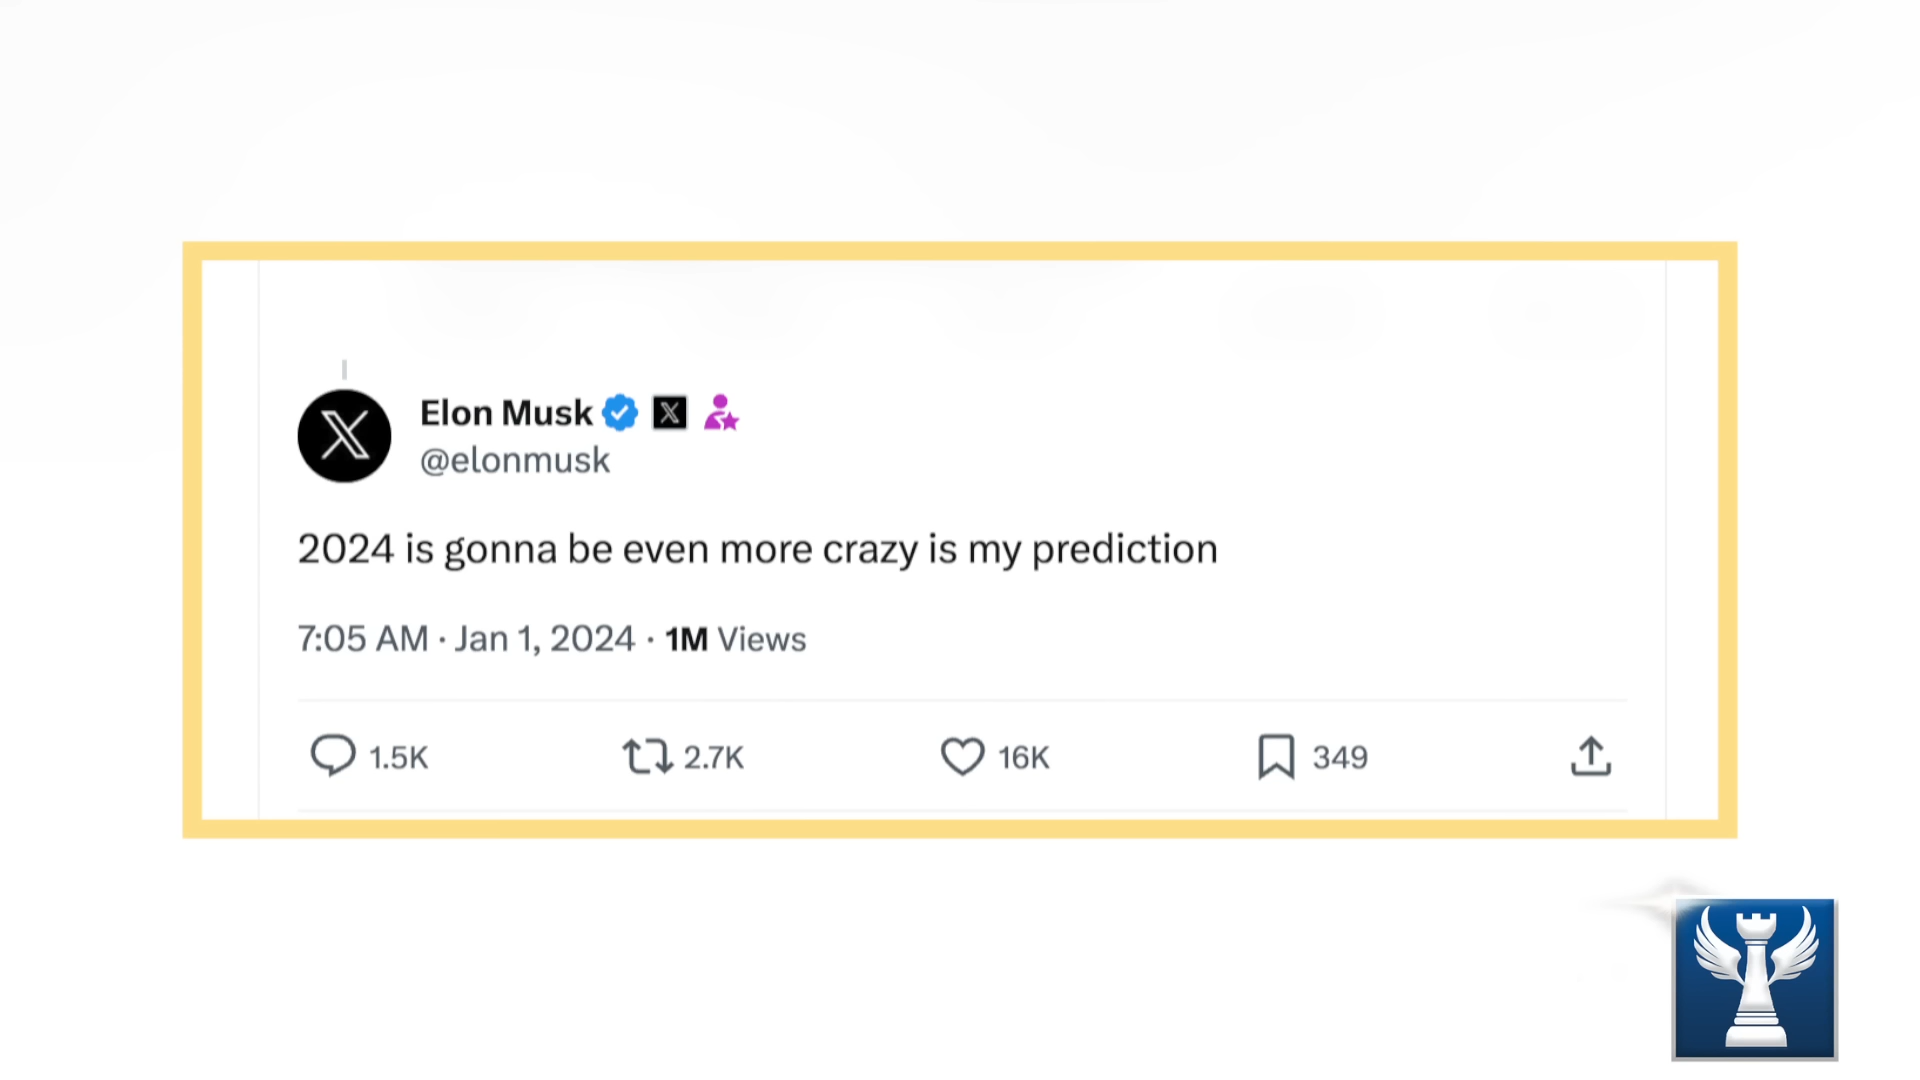 Elon Musk
@elonmusk
2024 is gonna be even more crazy is my prediction
7:05 AM · Jan 1, 2024 · 1M Views
1.5K 2.7K 16K 349